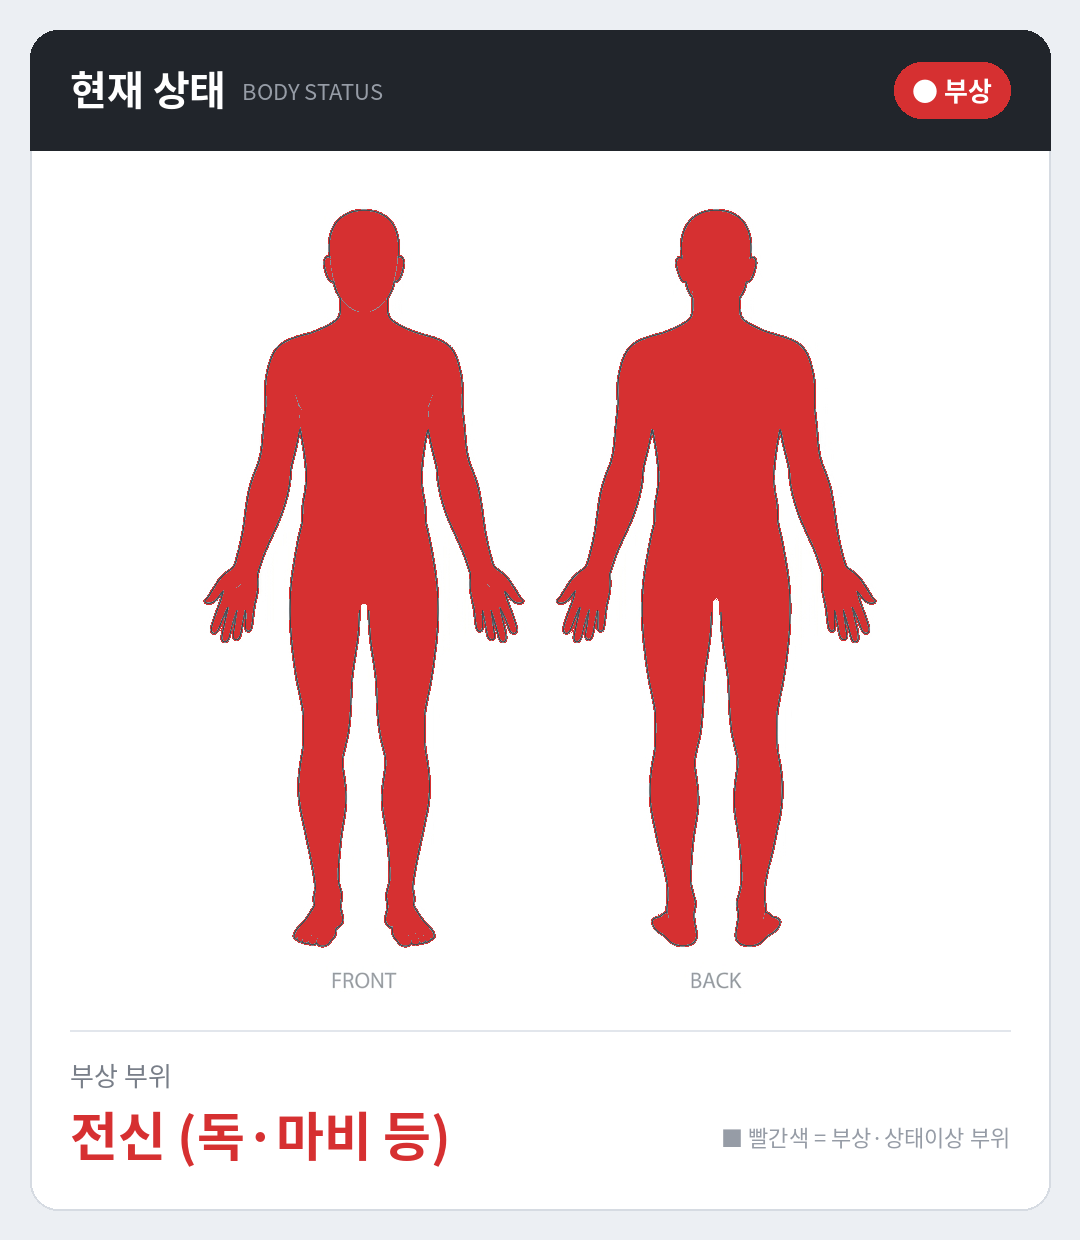 현재 상태 BODY STATUS
부상
FRONT
BACK
부상 부위
전신 (독·마비 등)
빨간색 = 부상·상태이상 부위